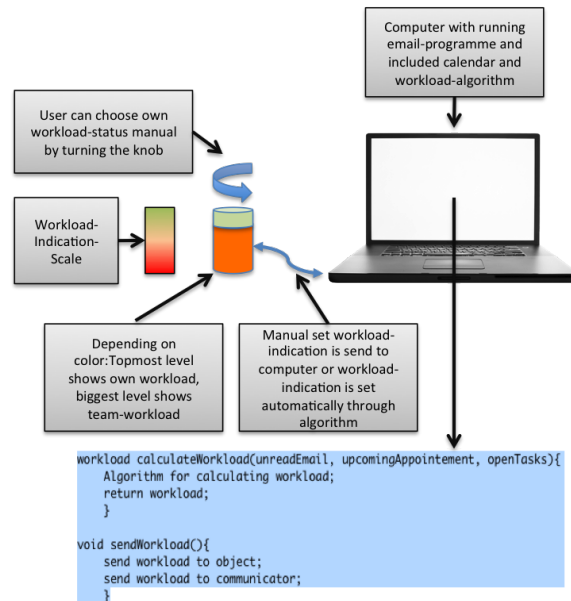 Computer with running
email-programme and
included calendar and
workload-algorithm
User can choose own
workload-status manual
by turning the knob
Workload-
Indication-
Scale
Depending on
color:Topmost level
shows own workload,
biggest level shows
team-workload
Manual set workload-
indication is send to
computer or workload-
indication is set
automatically through
algorithm
workload calculateWorkload(unreadEmail, upcomingAppointement, openTasks){
Algorithm for calculating workload;
return workload;
}
void sendWorkload(){
send workload to object;
send workload to communicator;
}